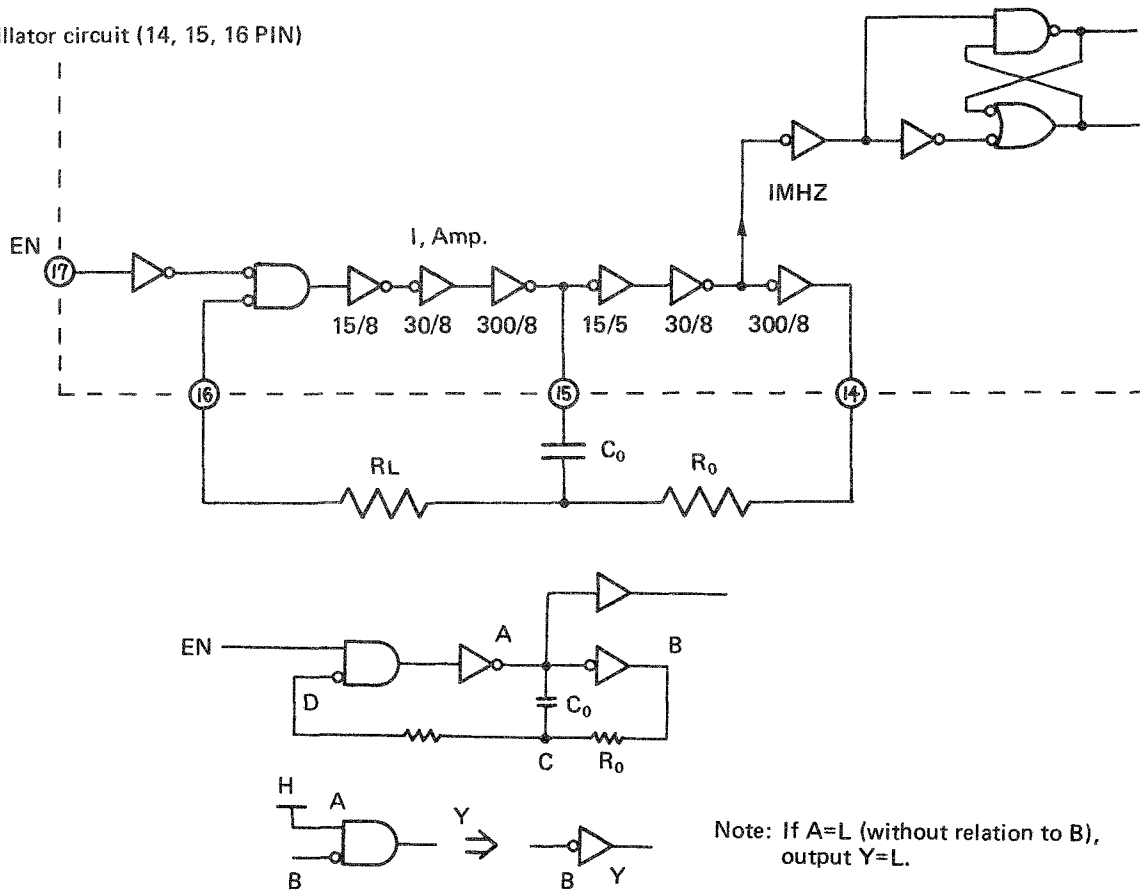 illator circuit (14, 15, 16 PIN)
IMHZ
EN
17
I, Amp.
15/8
30/8
300/8
15/5
30/8
300/8
16
15
14
RL
C₀
R₀
EN
A
B
D
C₀
C
R₀
H
A
Y
B
B
Y
Note: If A=L (without relation to B),
output Y=L.